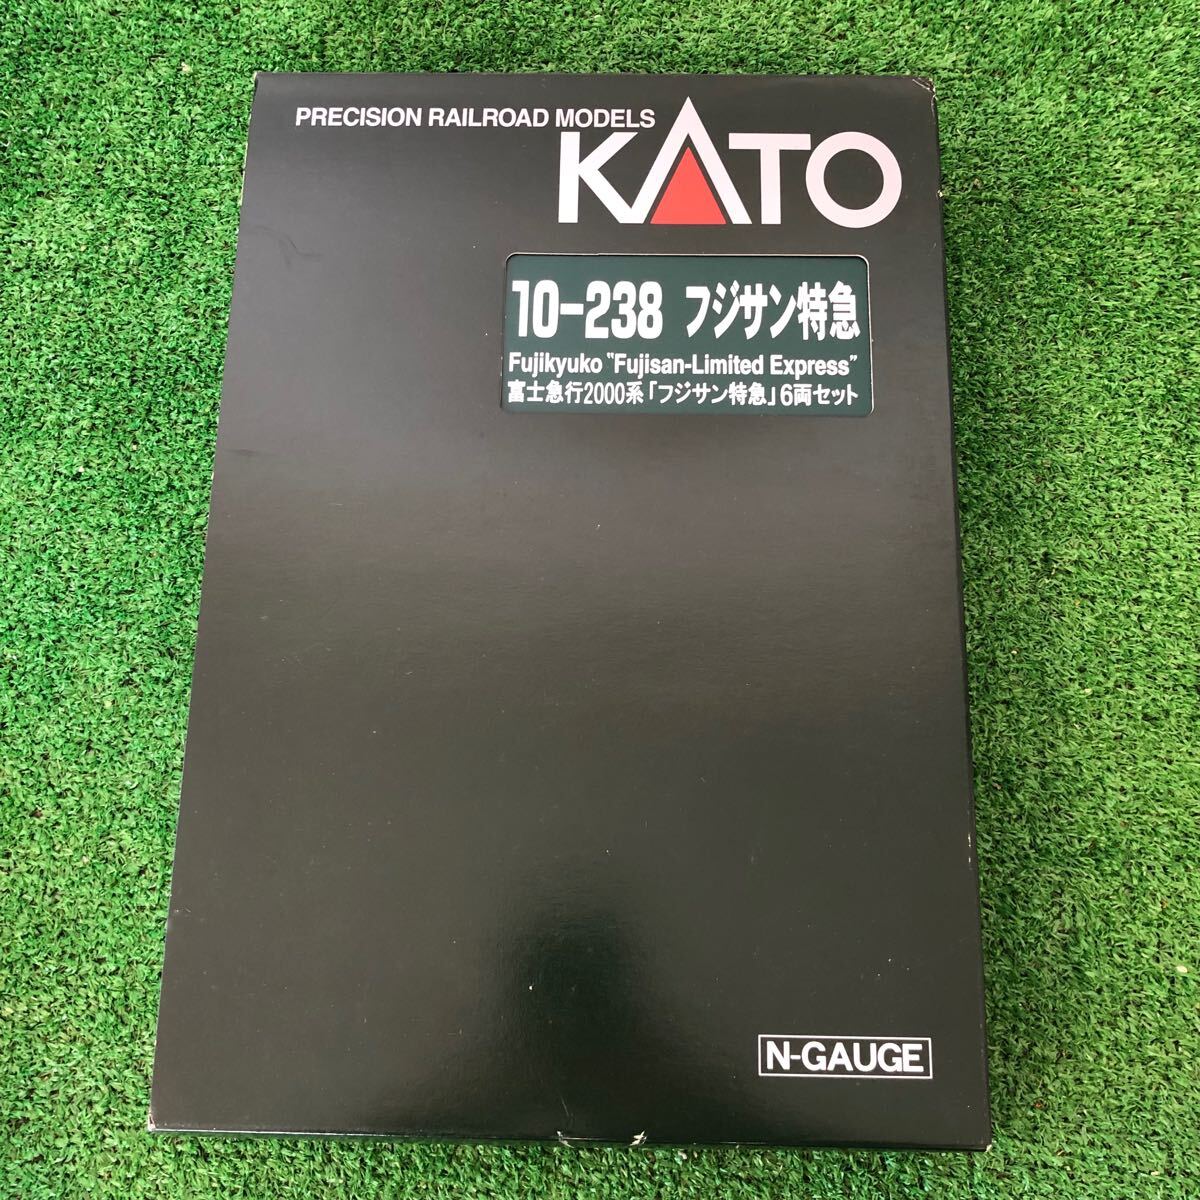 PRECISION RAILROAD MODELS
KATO
10-238 フジサン特急
Fujikyuko "Fujisan-Limited Express"
富士急行2000系「フジサン特急」6両セット
N-GAUGE